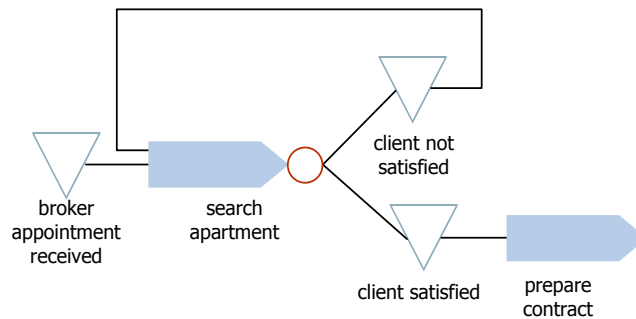 client not
satisfied
broker
appointment
received
search
apartment
client satisfied
prepare
contract